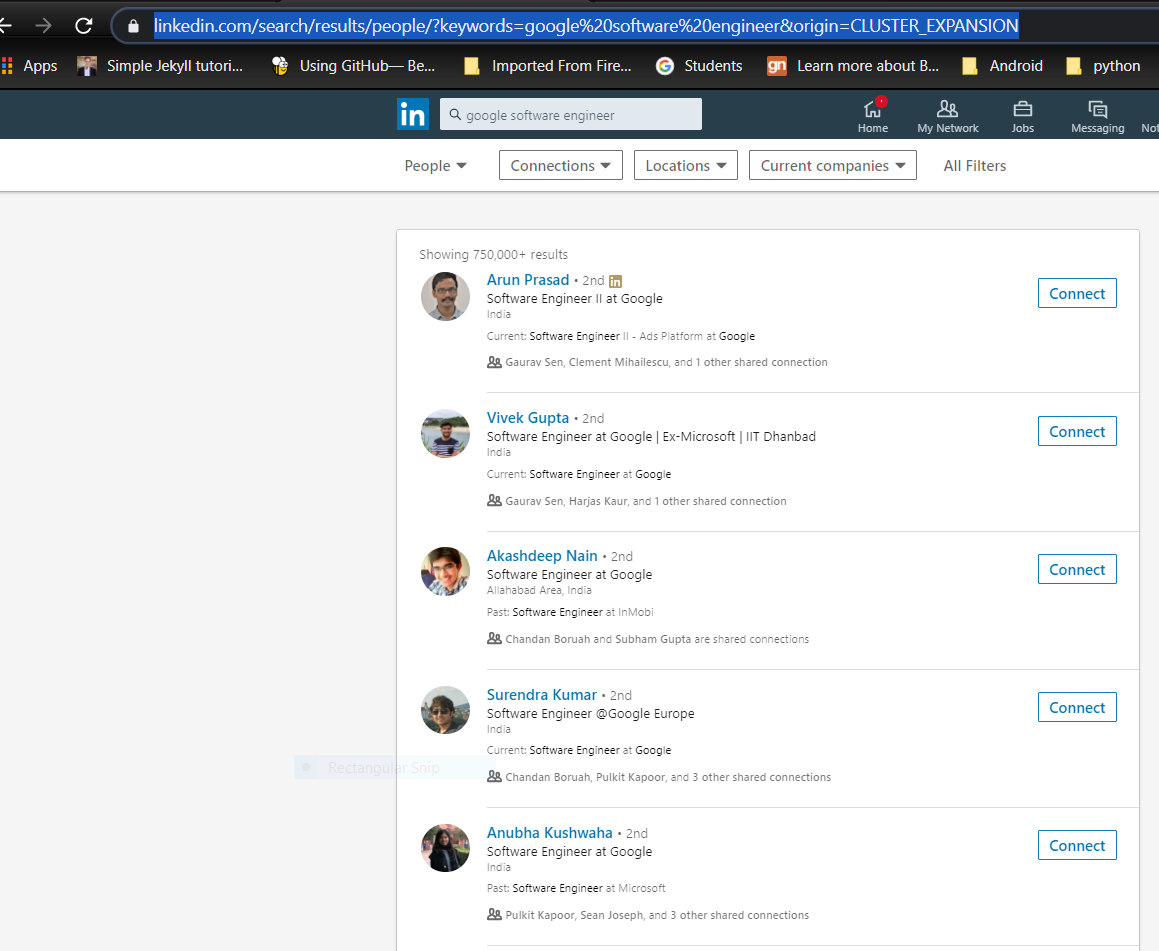 linkedin.com/search/results/people/?keywords=google%20software%20engineer&origin=CLUSTER_EXPANSION
Apps Simple Jekyll tutori... Using GitHub— Be... Imported From Fire... Students gn Learn more about B... Android python
in google software engineer Home My Network Jobs Messaging Not
People Connections Locations Current companies All Filters
Showing 750,000+ results
Arun Prasad • 2nd in
Software Engineer II at Google
India
Current: Software Engineer II - Ads Platform at Google
Gaurav Sen, Clement Mihailescu, and 1 other shared connection
Connect
Vivek Gupta • 2nd
Software Engineer at Google | Ex-Microsoft | IIT Dhanbad
India
Current: Software Engineer at Google
Gaurav Sen, Harjas Kaur, and 1 other shared connection
Connect
Akashdeep Nain • 2nd
Software Engineer at Google
Allahabad Area, India
Past: Software Engineer at InMobi
Chandan Boruah and Subham Gupta are shared connections
Connect
Surendra Kumar • 2nd
Software Engineer @Google Europe
India
Current: Software Engineer at Google
Chandan Boruah, Pulkit Kapoor, and 3 other shared connections
Connect
Rectangular Snip
Anubha Kushwaha • 2nd
Software Engineer at Google
India
Past: Software Engineer at Microsoft
Pulkit Kapoor, Sean Joseph, and 3 other shared connections
Connect